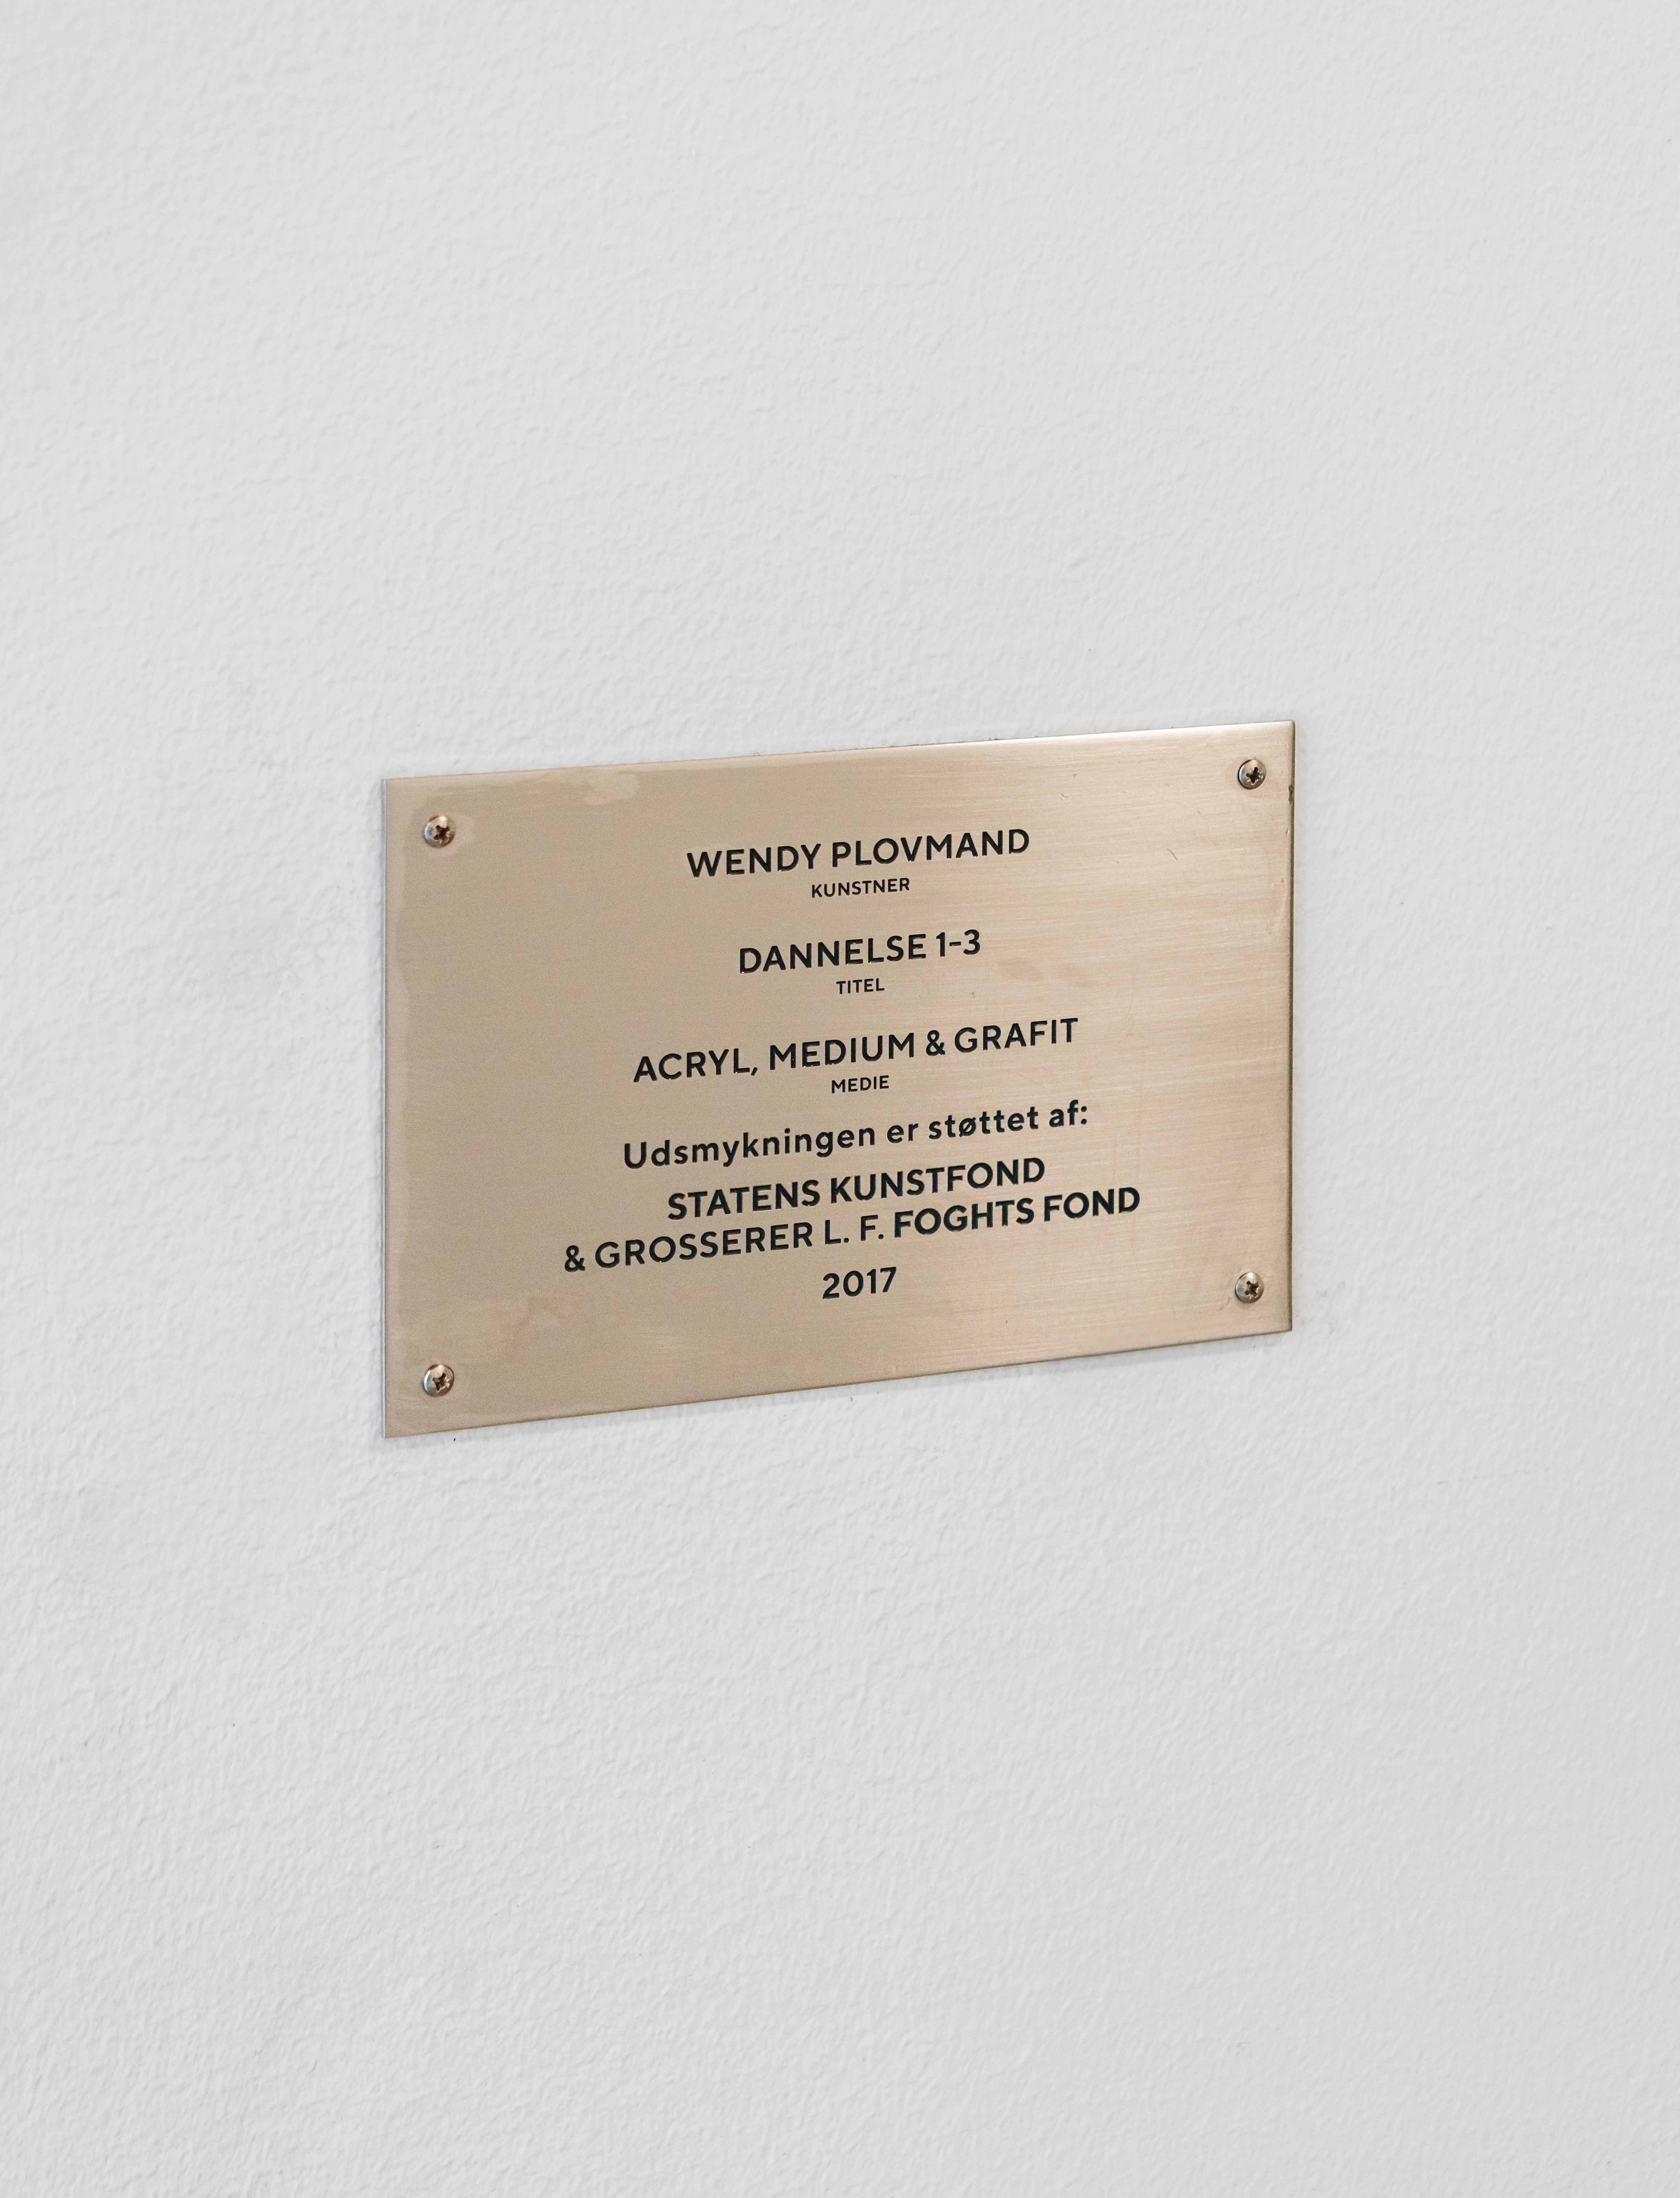 WENDY PLOVMAND
KUNSTNER
DANNELSE 1-3
TITEL
ACRYL, MEDIUM & GRAFIT
MEDIE
Udsmykningen er støttet af:
STATENS KUNSTFOND
& GROSSERER L. F. FOGHTS FOND
2017